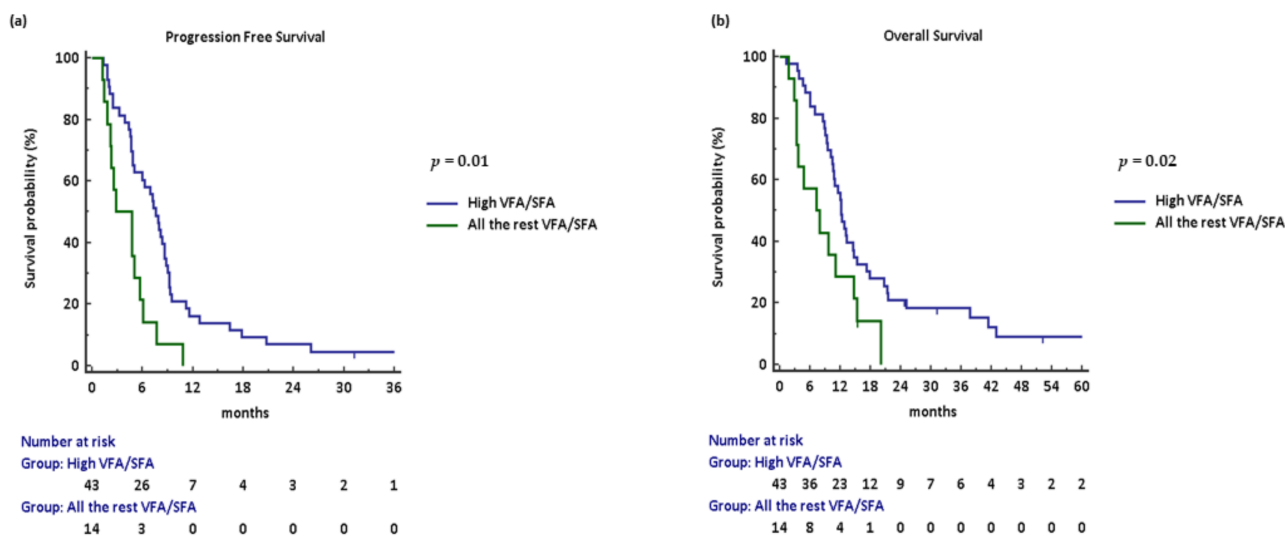 (a)
Progression Free Survival
100
80
60
40
20
0
Survival probability (%)
0 6 12 18 24 30 36
months
p = 0.01
High VFA/SFA
All the rest VFA/SFA
Number at risk
Group: High VFA/SFA
43 26 7 4 3 2 1
Group: All the rest VFA/SFA
14 3 0 0 0 0 0
(b)
Overall Survival
100
80
60
40
20
0
Survival probability (%)
0 6 12 18 24 30 36 42 48 54 60
months
p = 0.02
High VFA/SFA
All the rest VFA/SFA
Number at risk
Group: High VFA/SFA
43 36 23 12 9 7 6 4 3 2 2
Group: All the rest VFA/SFA
14 8 4 1 0 0 0 0 0 0 0